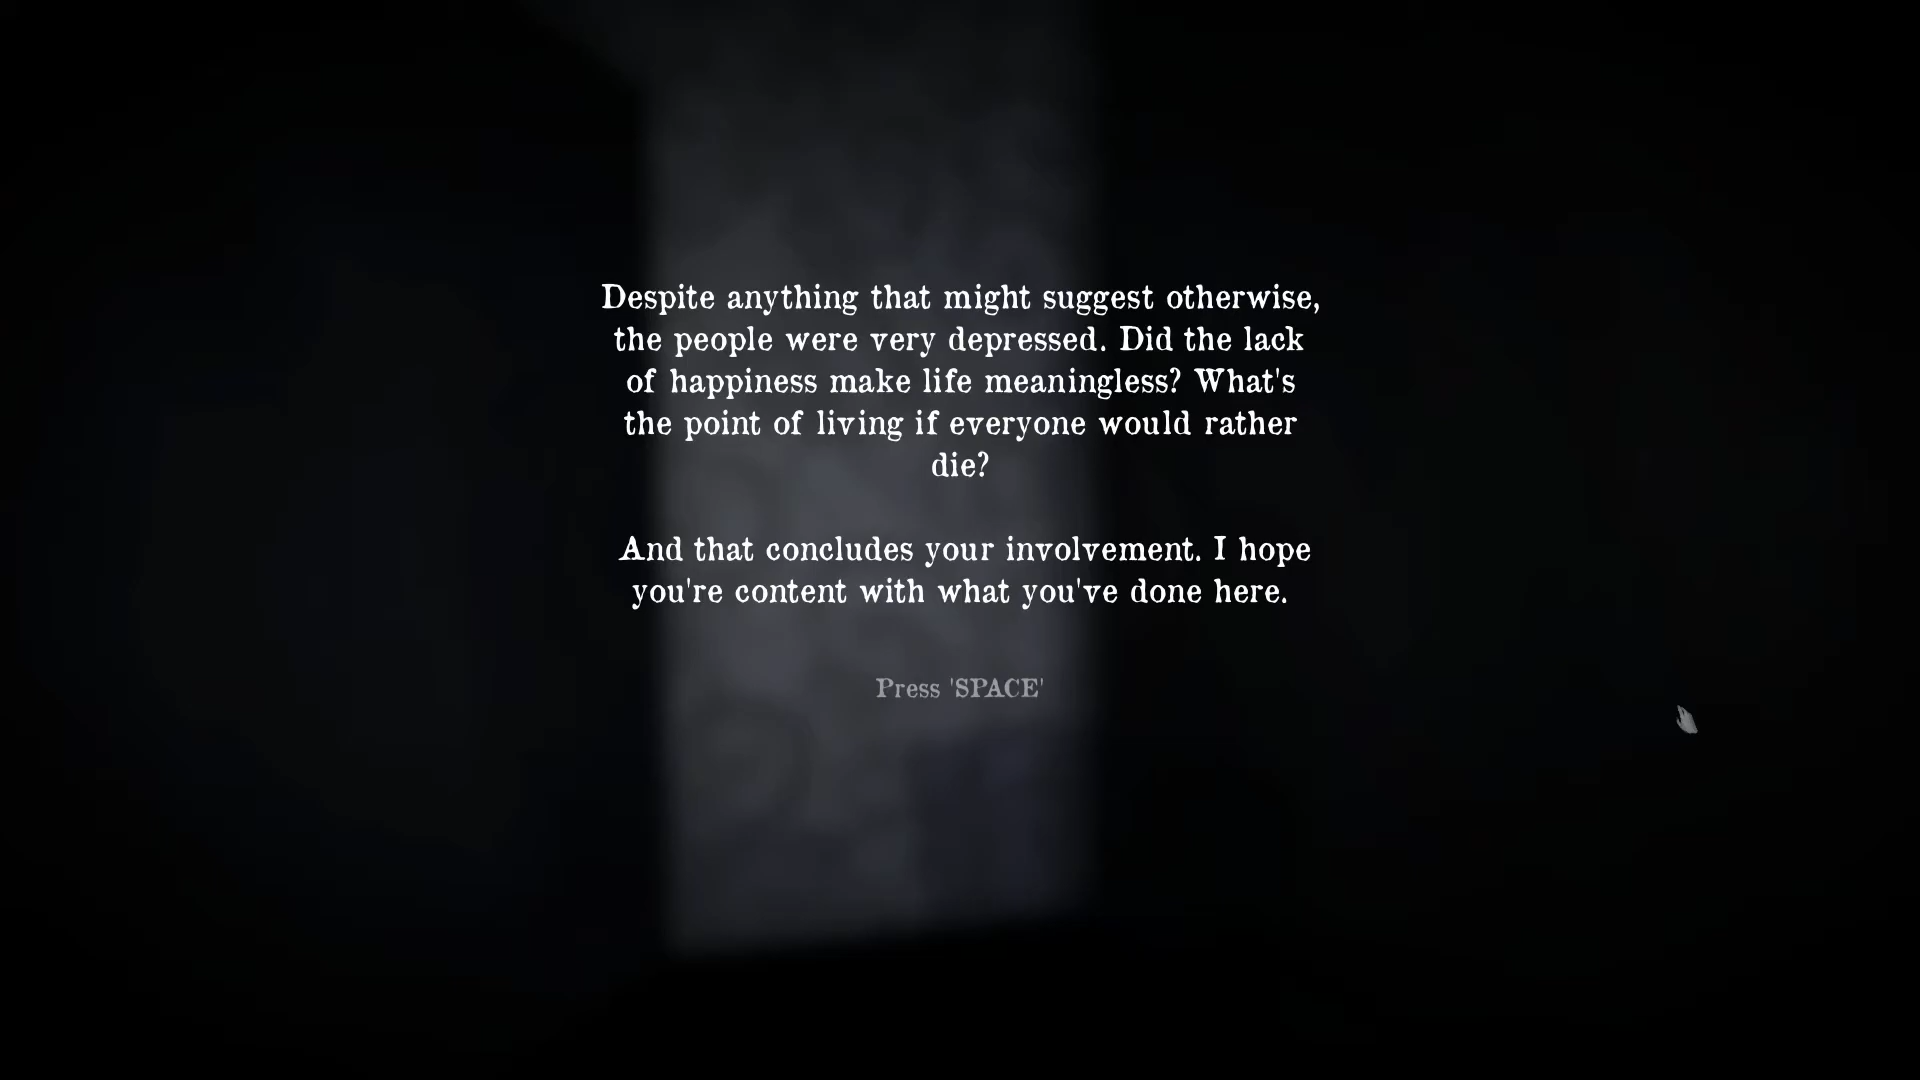 Despite anything that might suggest otherwise,
the people were very depressed. Did the lack
of happiness make life meaningless? What's
the point of living if everyone would rather
die?
And that concludes your involvement. I hope
you're content with what you've done here.
Press 'SPACE'